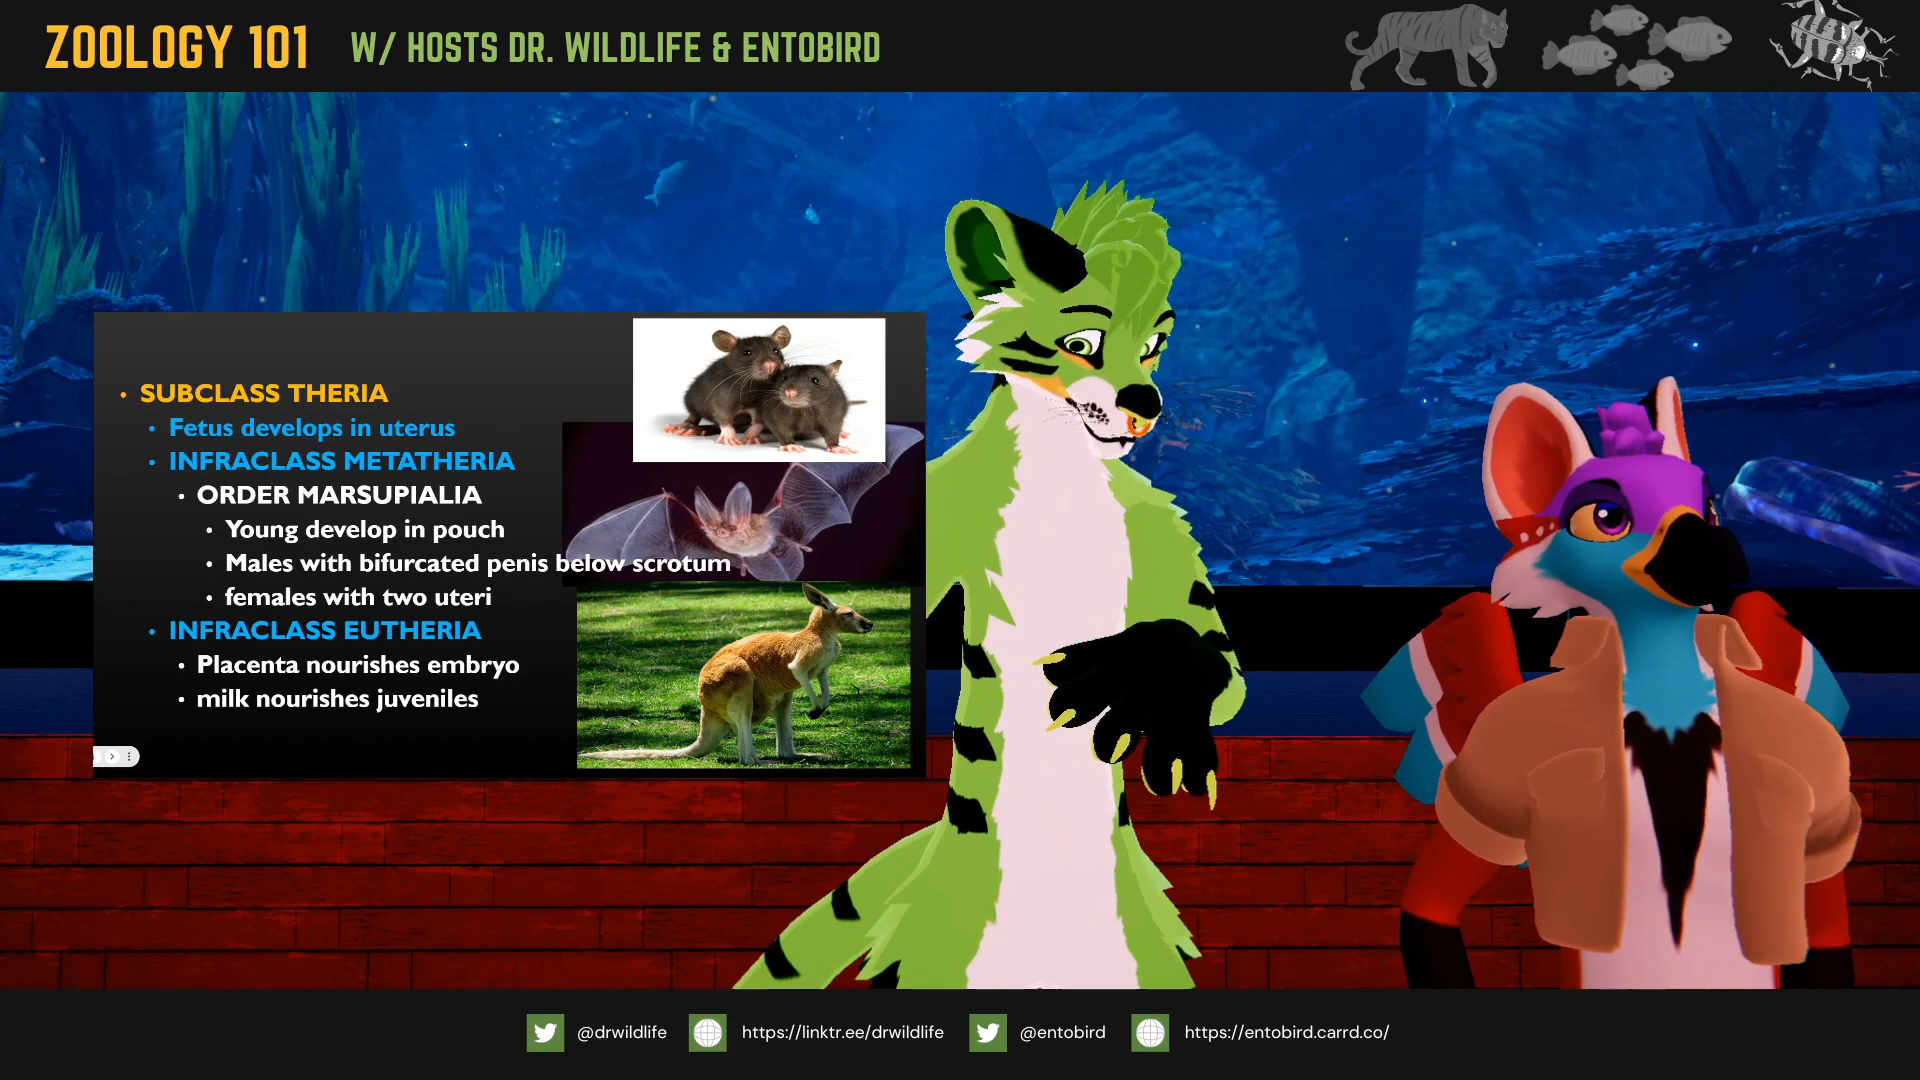 ZOOLOGY 101
W/ HOSTS DR. WILDLIFE & ENTOBIRD
• SUBCLASS THERIA
• Fetus develops in uterus
• INFRACLASS METATHERIA
• ORDER MARSUPIALIA
• Young develop in pouch
• Males with bifurcated penis below scrotum
• females with two uteri
• INFRACLASS EUTHERIA
• Placenta nourishes embryo
• milk nourishes juveniles
@drwildlife
https://linktr.ee/drwildlife
@entobird
https://entobird.carrd.co/